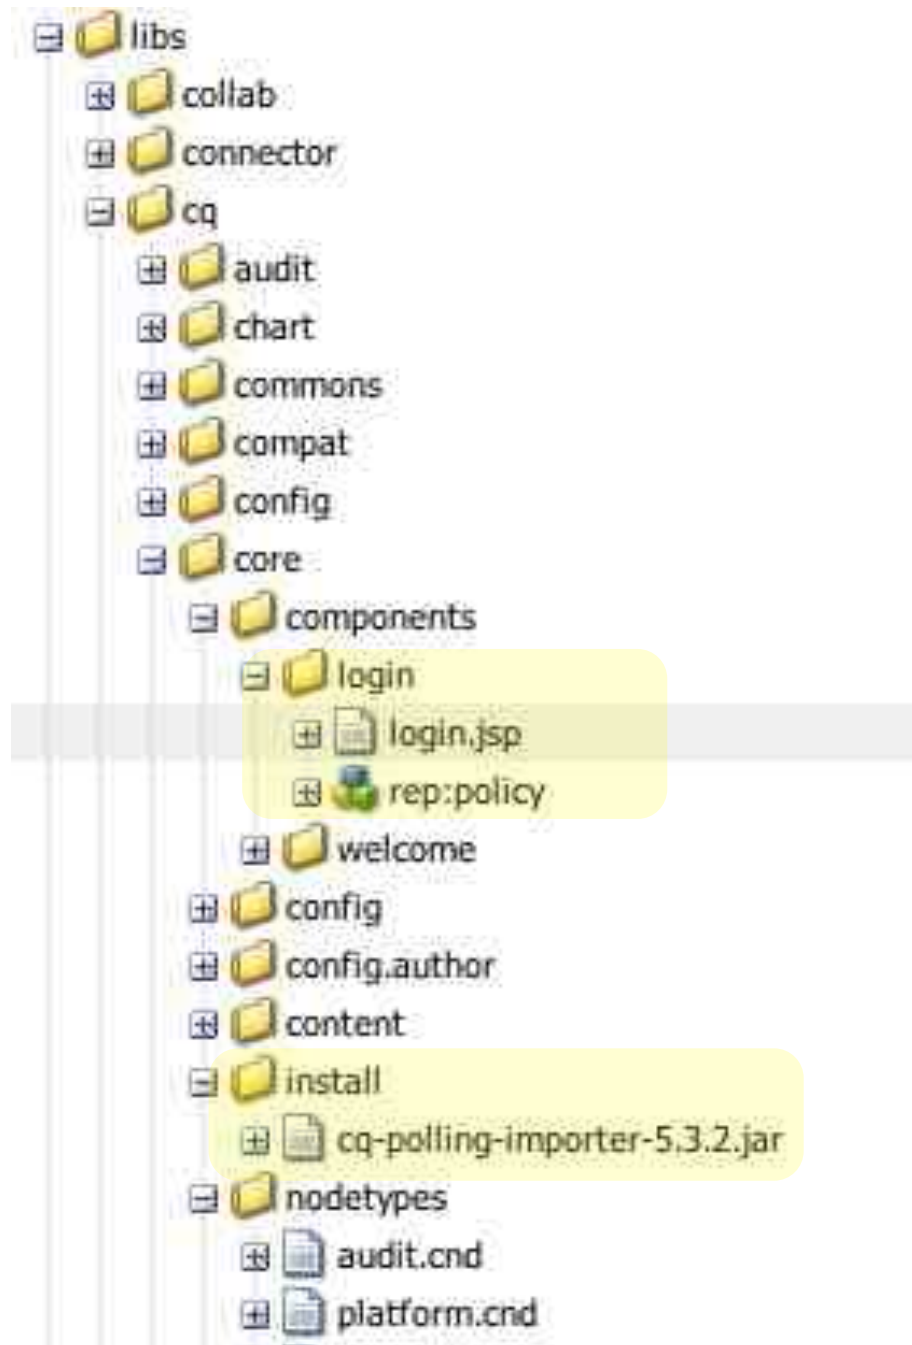 libs
collab
connector
cq
audit
chart
commons
compat
config
core
components
login
login.jsp
rep:policy
welcome
config
config.author
content
install
cq-polling-importer-5.3.2.jar
nodetypes
audit.cnd
platform.cnd